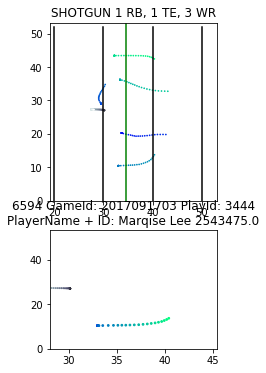 SHOTGUN 1 RB, 1 TE, 3 WR
50
40
30
20
10
0
20 30 40 50
6594 GameId: 2017091703 PlayId: 3444
PlayerName + ID: Marqise Lee 2543475.0
40
20
0
30 35 40 45